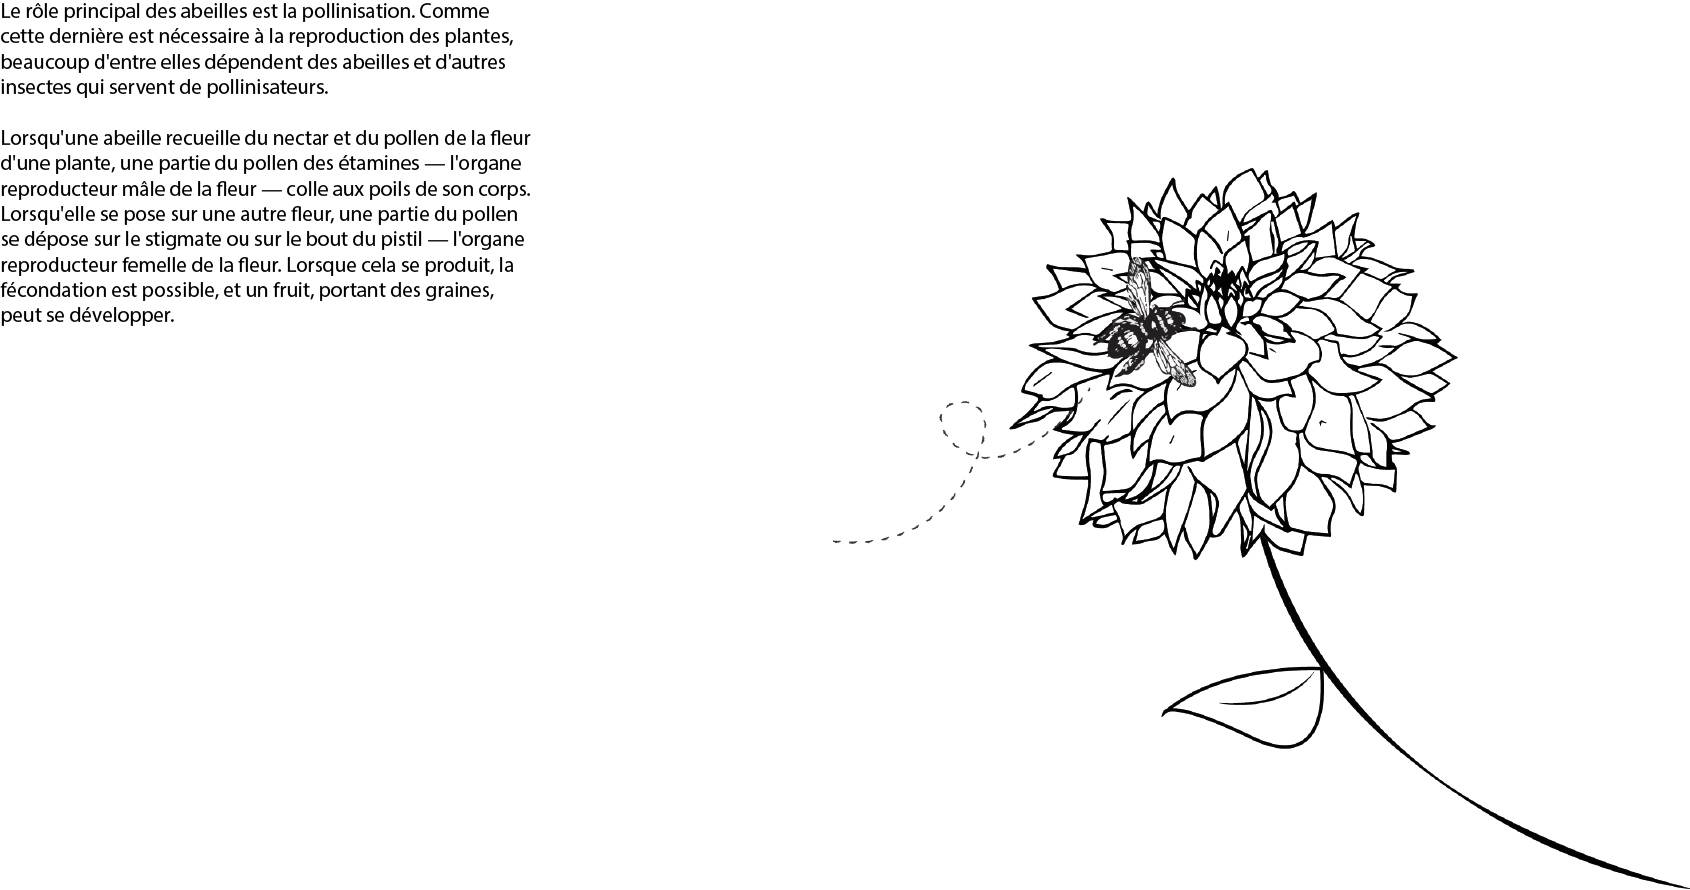 Le rôle principal des abeilles est la pollinisation. Comme
cette dernière est nécessaire à la reproduction des plantes,
beaucoup d'entre elles dépendent des abeilles et d'autres
insectes qui servent de pollinisateurs.
Lorsqu'une abeille recueille du nectar et du pollen de la fleur
d'une plante, une partie du pollen des étamines — l'organe
reproducteur mâle de la fleur — colle aux poils de son corps.
Lorsqu'elle se pose sur une autre fleur, une partie du pollen
se dépose sur le stigmate ou sur le bout du pistil — l'organe
reproducteur femelle de la fleur. Lorsque cela se produit, la
fécondation est possible, et un fruit, portant des graines,
peut se développer.